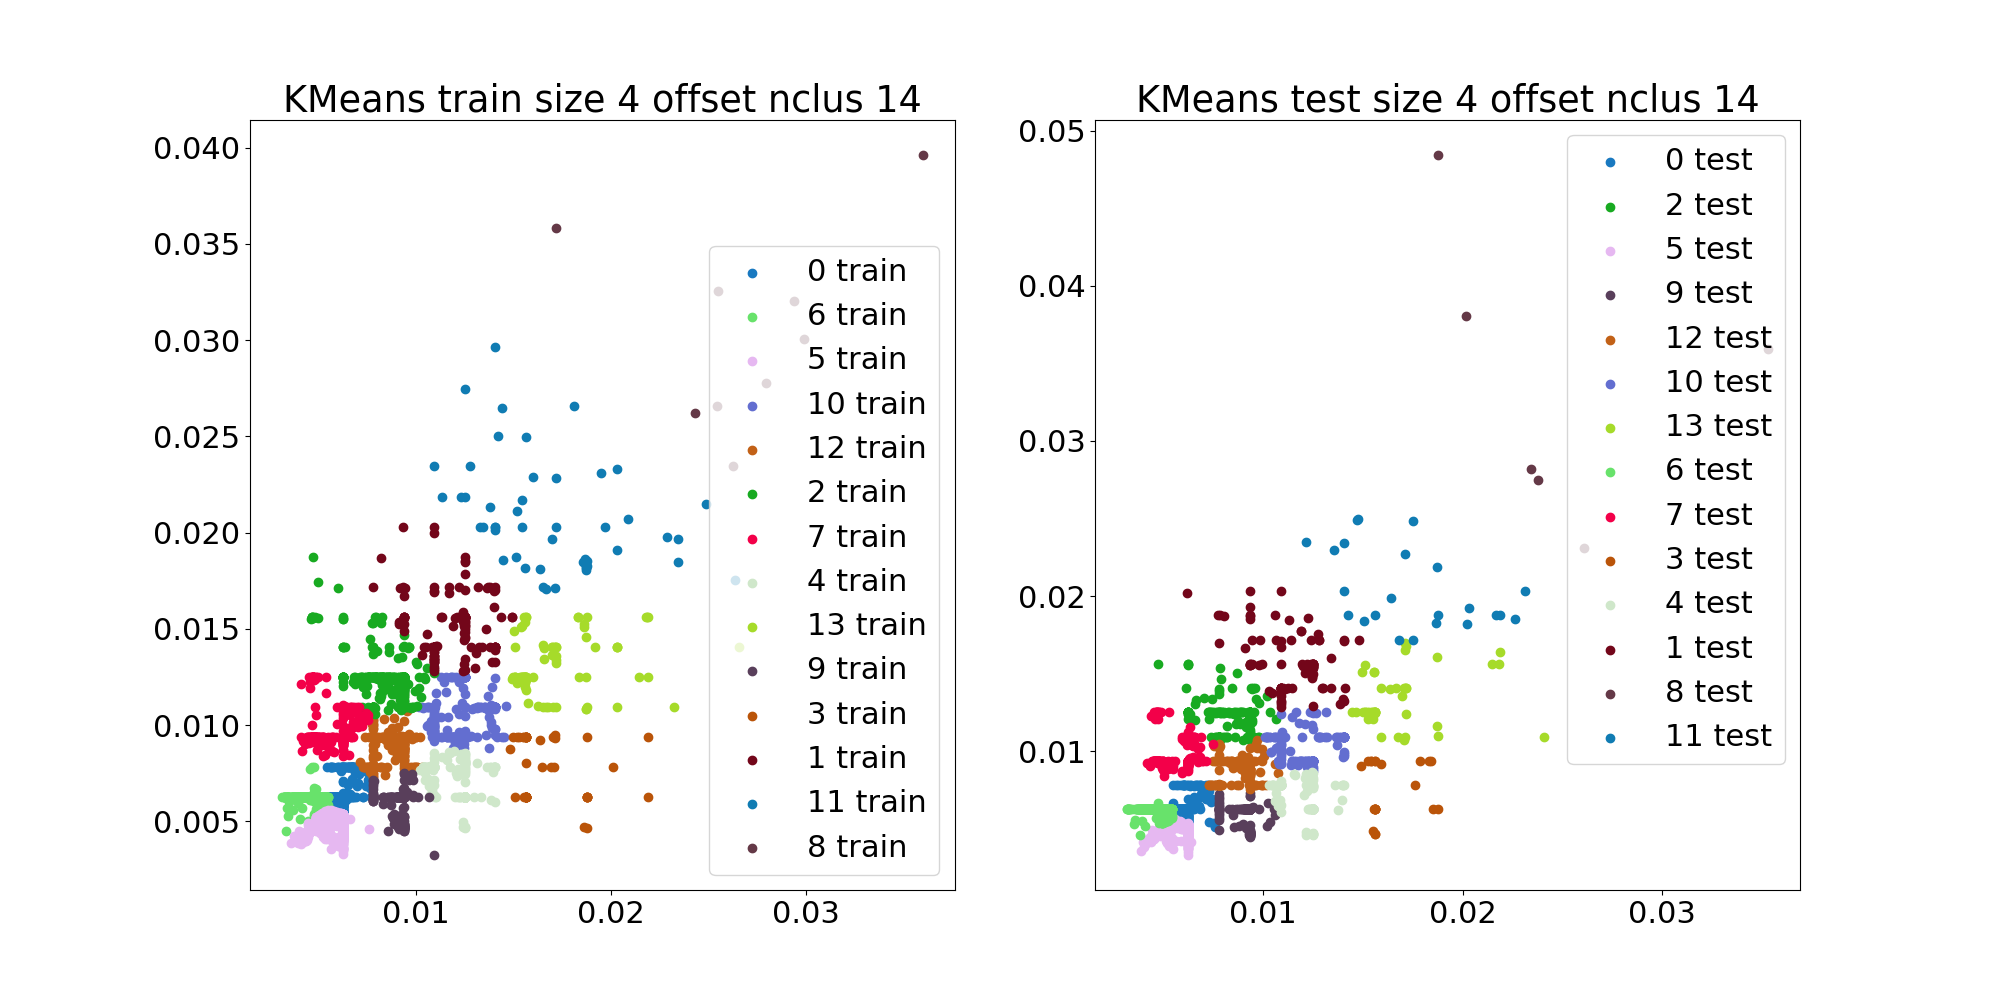 KMeans train size 4 offset nclus 14
0.040
0.035
0.030
0.025
0.020
0.015
0.010
0.005
0.01
0.02
0.03
0 train
6 train
5 train
10 train
12 train
2 train
7 train
4 train
13 train
9 train
3 train
1 train
11 train
8 train
KMeans test size 4 offset nclus 14
0.05
0.04
0.03
0.02
0.01
0.01
0.02
0.03
0 test
2 test
5 test
9 test
12 test
10 test
13 test
6 test
7 test
3 test
4 test
1 test
8 test
11 test